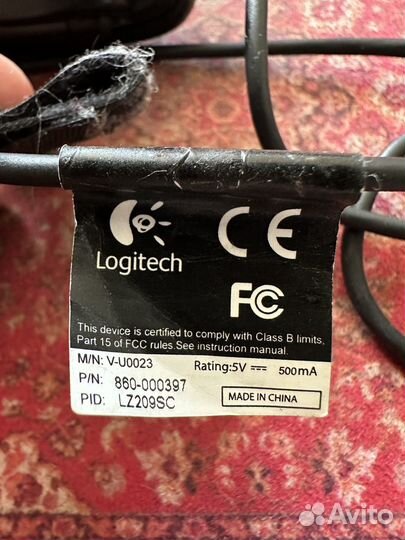 Logitech
CE
FC
This device is certified to comply with Class B limits,
Part 15 of FCC rules.See instruction manual.
M/N: V-U0023
Rating:5V ⎓ 500mA
P/N: 860-000397
PID: LZ209SC
MADE IN CHINA
Avito